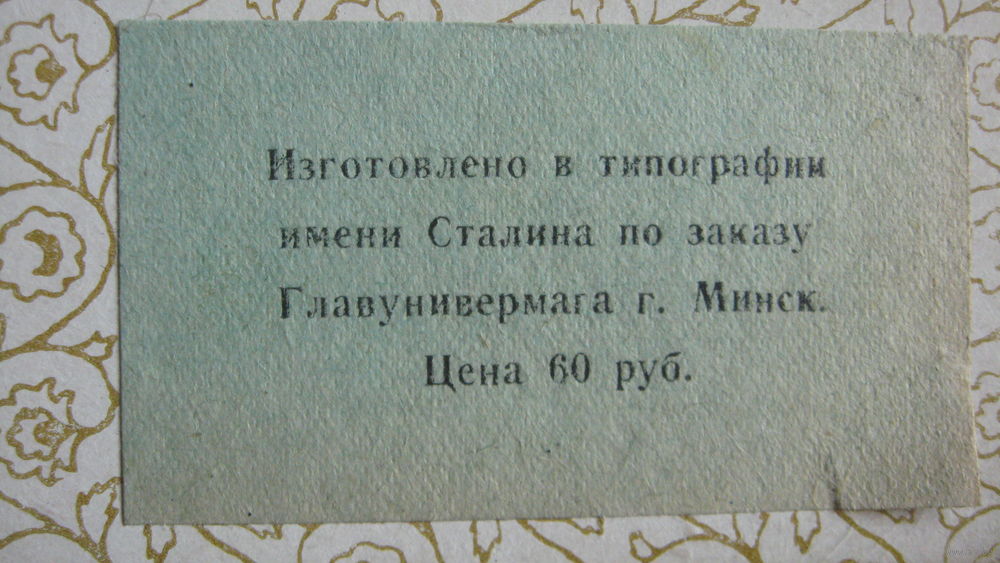 Изготовлено в типографии
имени Сталина по заказу
Главунивермага г. Минск.
Цена 60 руб.